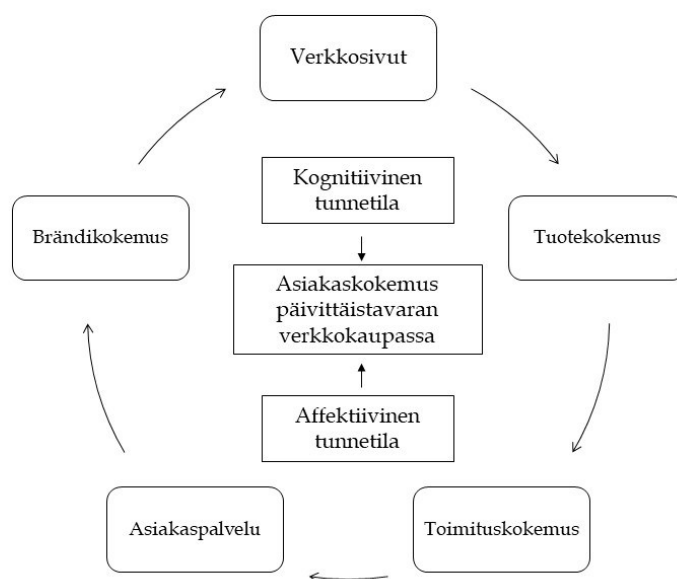 Verkkosivut
Kognitiivinen
tunnetila
Brändikokemus
Tuotekokemus
Asiakaskokemus
päivittäistavaran
verkkokaupassa
Affektiivinen
tunnetila
Asiakaspalvelu
Toimituskokemus